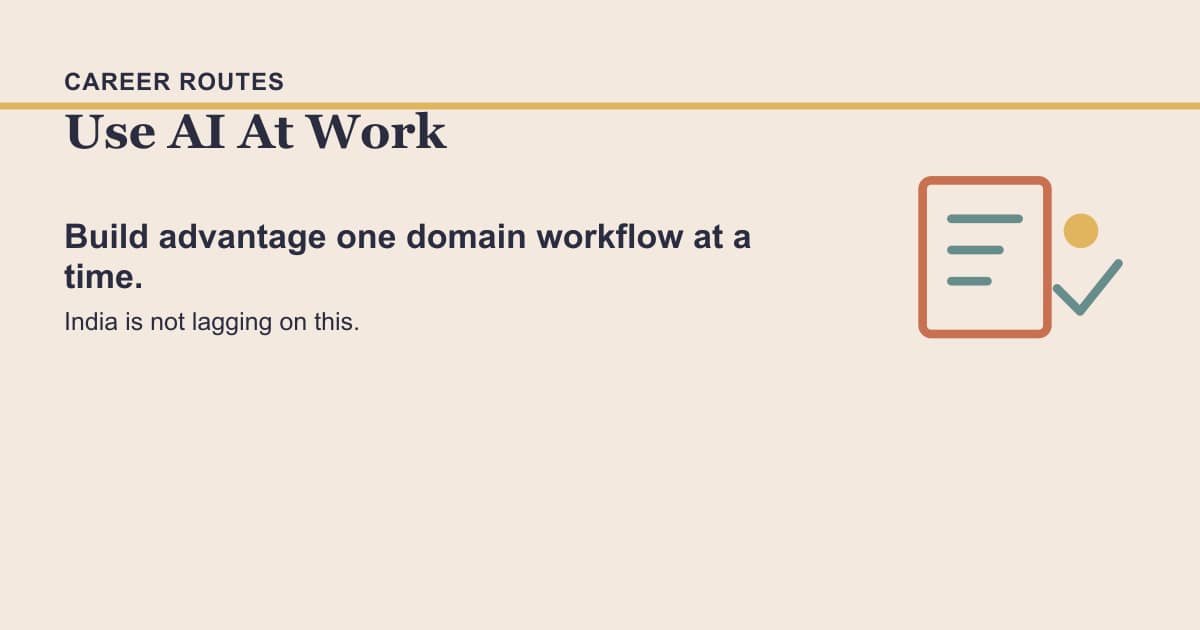 CAREER ROUTES
Use AI At Work
Build advantage one domain workflow at a
time.
India is not lagging on this.